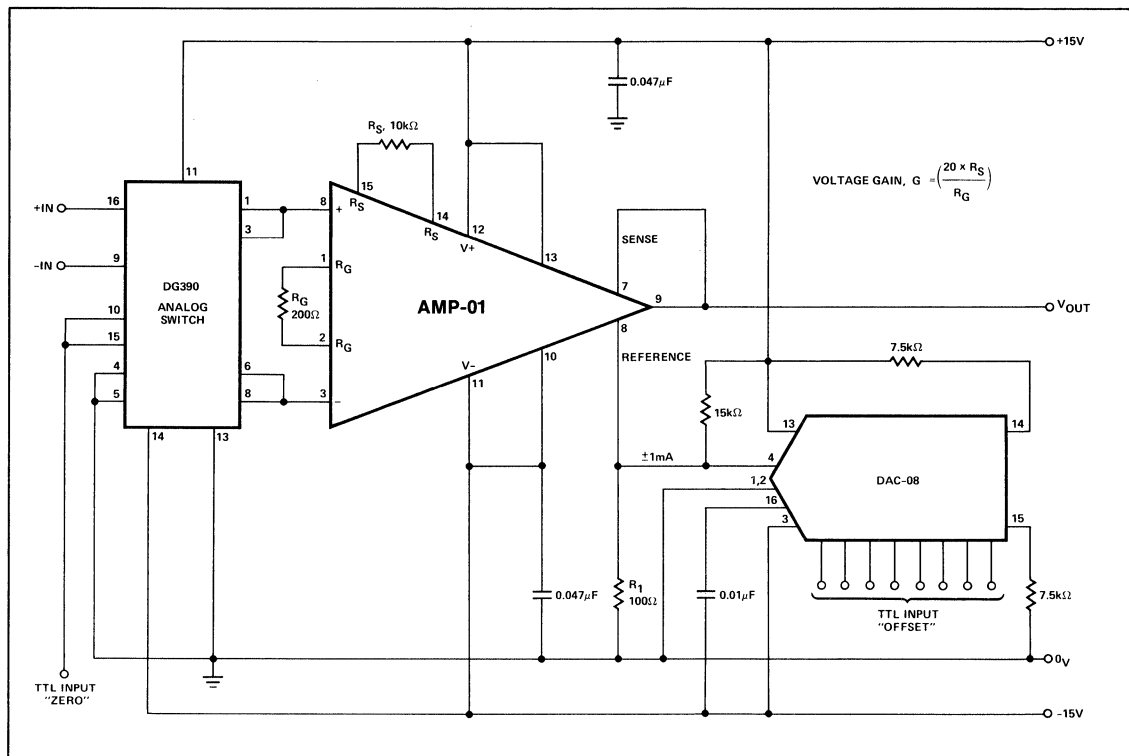 +15V
0.047μF
R_S, 10kΩ
11
15
R_S
14
R_S
12
V+
13
VOLTAGE GAIN, G = (20 × R_S / R_G)
+IN
16
1
3
8
+
-IN
9
DG390
ANALOG
SWITCH
10
15
4
5
6
8
14
13
1
R_G
R_G
200Ω
2
R_G
3
–
AMP-01
SENSE
7
9
V_OUT
8
REFERENCE
10
V-
11
7.5kΩ
15kΩ
±1mA
13
14
4
1,2
16
3
DAC-08
15
0.047μF
R_1
100Ω
0.01μF
TTL INPUT
"OFFSET"
7.5kΩ
0_V
TTL INPUT
"ZERO"
-15V